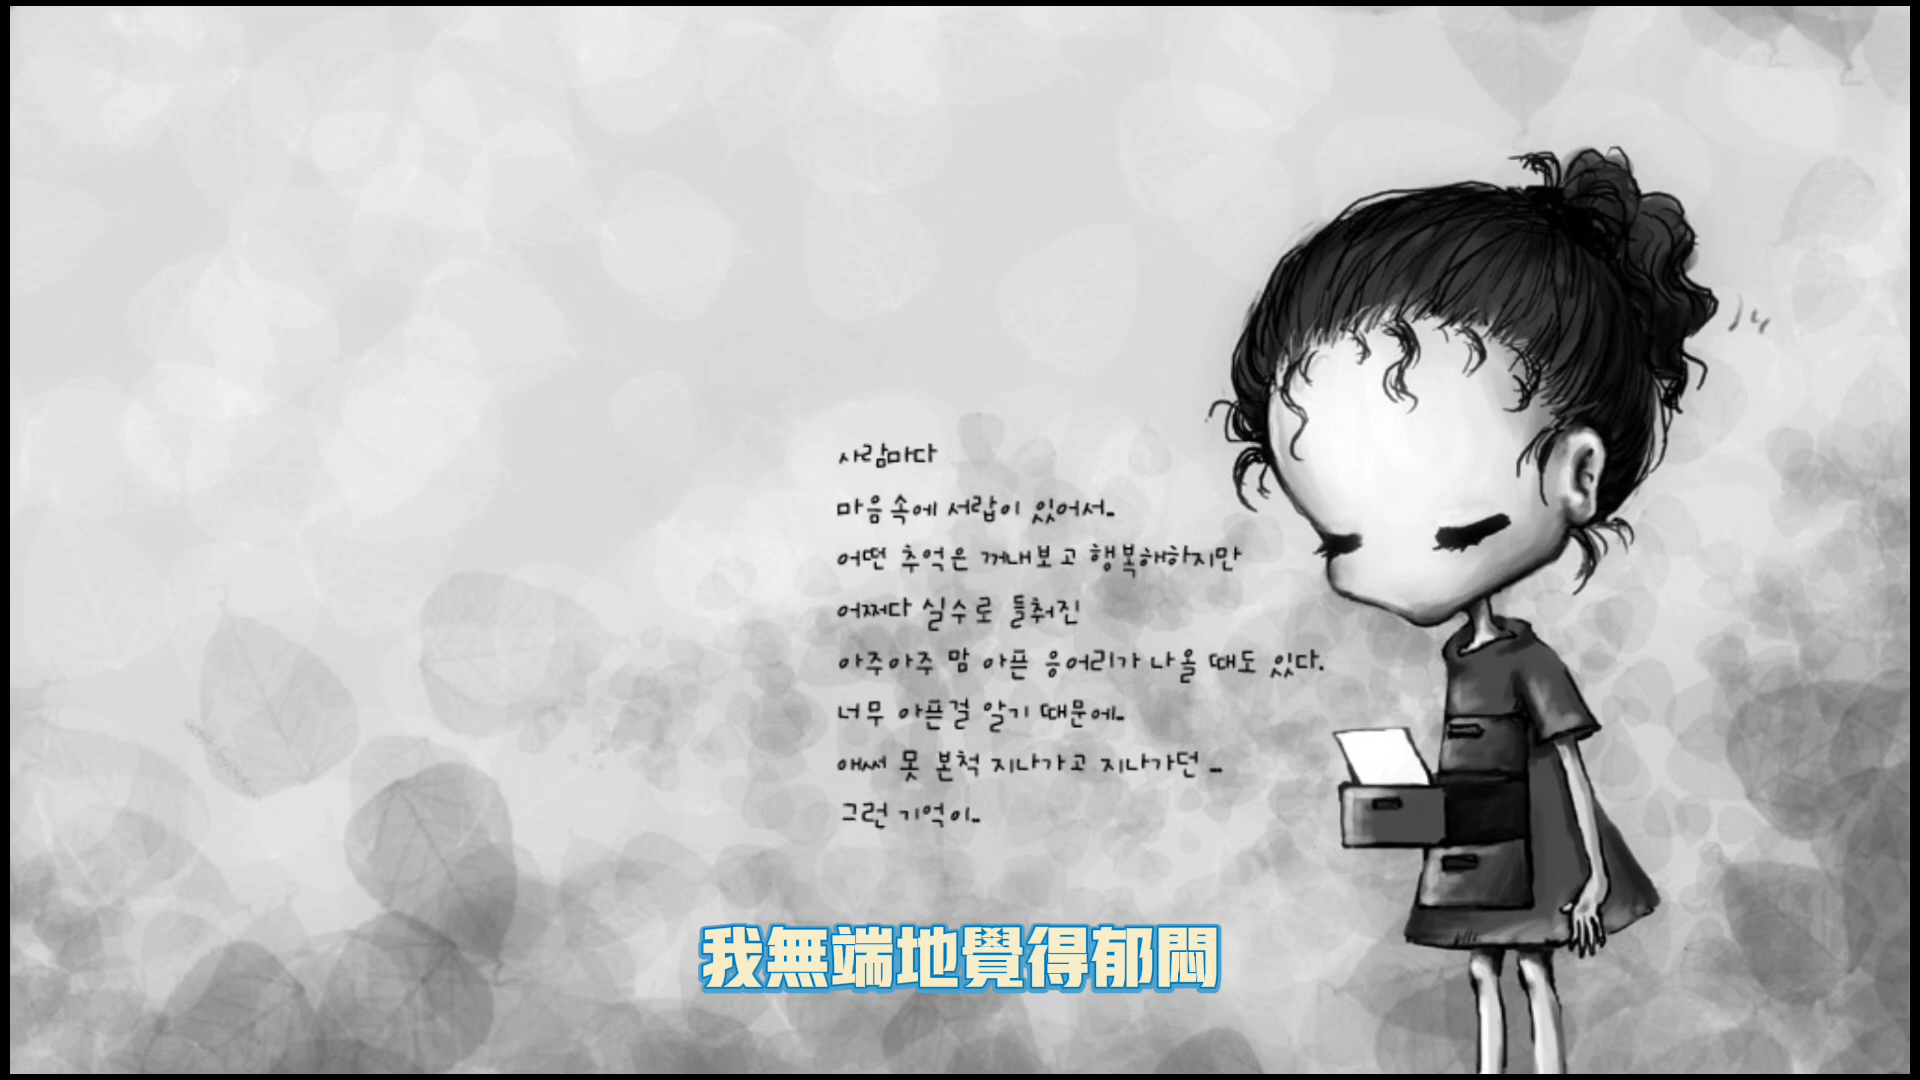 사람마다
마음속에 서랍이 있어서..
어떤 추억은 꺼내보고 행복해하지만
어쩌다 실수로 들춰진
아주아주 맘 아픈 응어리가 나올 때도 있다.
너무 아픈걸 알기 때문에..
애써 못 본척 지나가고 지나가던 ...
그런 기억이..
我無端地覺得郁悶